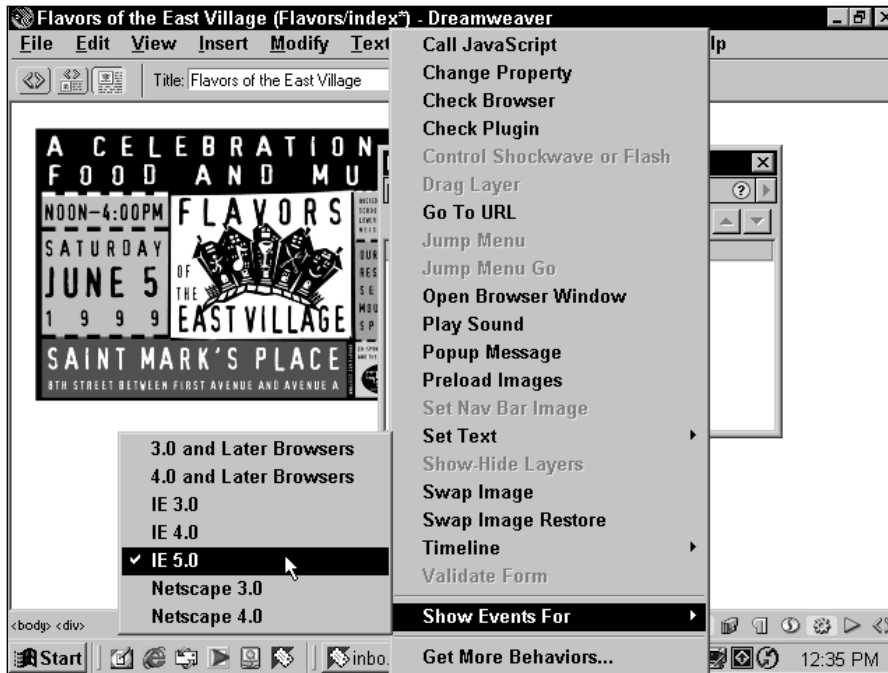 Flavors of the East Village (Flavors/index*) - Dreamweaver
File Edit View Insert Modify Text lp
Title: Flavors of the East Village
A CELEBRATION
FOOD AND MU
NOON–4:00PM
SATURDAY
JUNE 5
1999
FLAVORS
OF
THE
EAST VILLAGE
SAINT MARK'S PLACE
8TH STREET BETWEEN FIRST AVENUE AND AVENUE A
Call JavaScript
Change Property
Check Browser
Check Plugin
Control Shockwave or Flash
Drag Layer
Go To URL
Jump Menu
Jump Menu Go
Open Browser Window
Play Sound
Popup Message
Preload Images
Set Nav Bar Image
Set Text
Show-Hide Layers
Swap Image
Swap Image Restore
Timeline
Validate Form
Show Events For
Get More Behaviors...
3.0 and Later Browsers
4.0 and Later Browsers
IE 3.0
IE 4.0
IE 5.0
Netscape 3.0
Netscape 4.0
<body> <div>
Start inbo. 12:35 PM